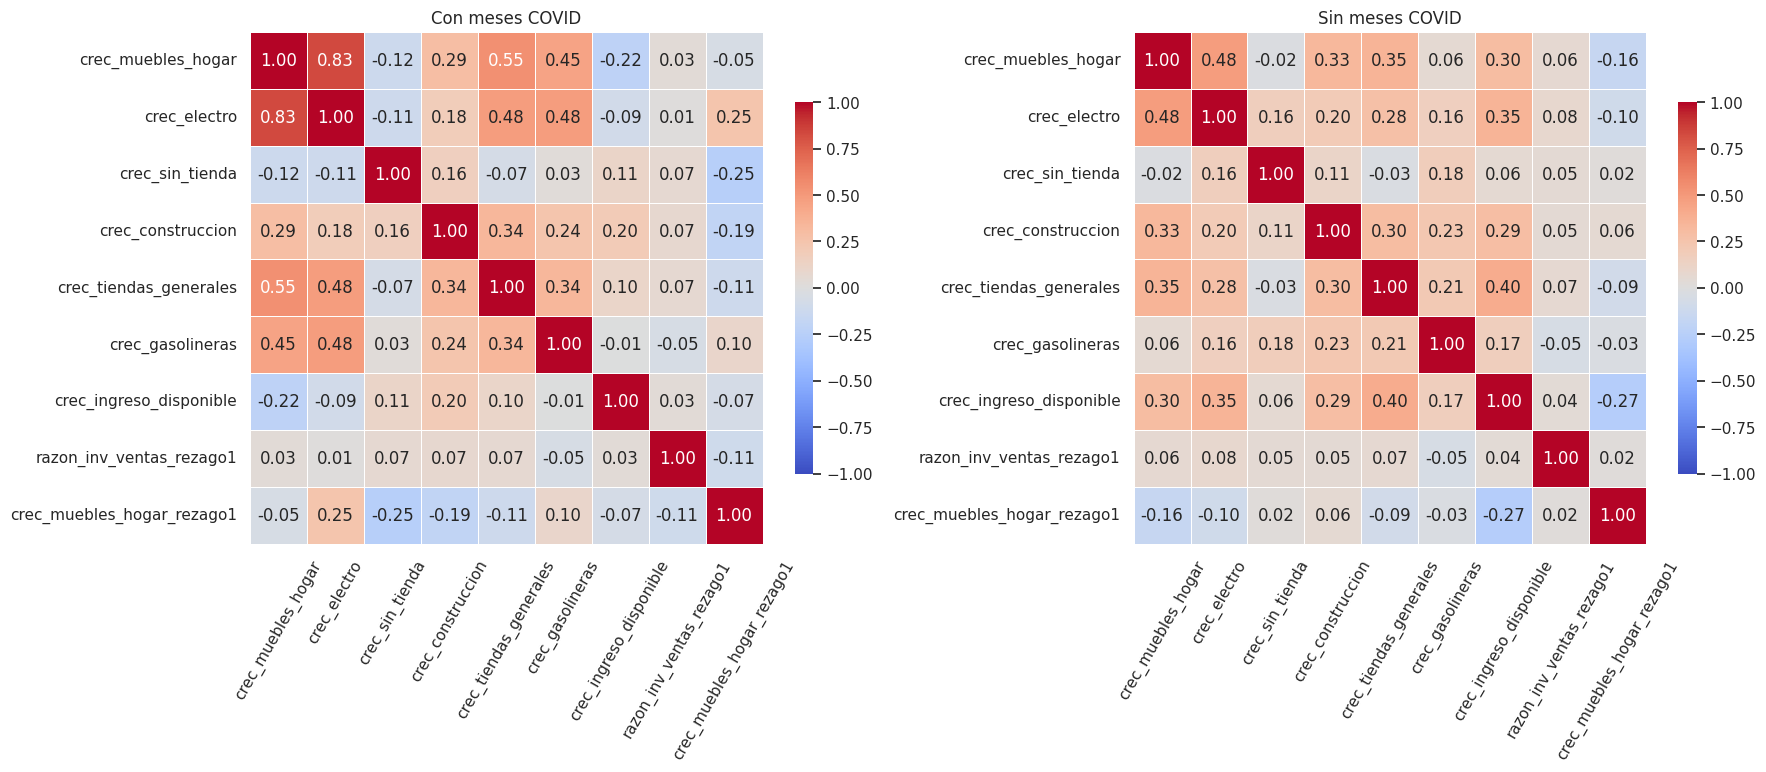 Con meses COVID
crec_muebles_hogar 1.00 0.83 -0.12 0.29 0.55 0.45 -0.22 0.03 -0.05
crec_electro 0.83 1.00 -0.11 0.18 0.48 0.48 -0.09 0.01 0.25
crec_sin_tienda -0.12 -0.11 1.00 0.16 -0.07 0.03 0.11 0.07 -0.25
crec_construccion 0.29 0.18 0.16 1.00 0.34 0.24 0.20 0.07 -0.19
crec_tiendas_generales 0.55 0.48 -0.07 0.34 1.00 0.34 0.10 0.07 -0.11
crec_gasolineras 0.45 0.48 0.03 0.24 0.34 1.00 -0.01 -0.05 0.10
crec_ingreso_disponible -0.22 -0.09 0.11 0.20 0.10 -0.01 1.00 0.03 -0.07
razon_inv_ventas_rezago1 0.03 0.01 0.07 0.07 0.07 -0.05 0.03 1.00 -0.11
crec_muebles_hogar_rezago1 -0.05 0.25 -0.25 -0.19 -0.11 0.10 -0.07 -0.11 1.00
crec_muebles_hogar
crec_electro
crec_sin_tienda
crec_construccion
crec_tiendas_generales
crec_gasolineras
crec_ingreso_disponible
razon_inv_ventas_rezago1
crec_muebles_hogar_rezago1
1.00
0.75
0.50
0.25
0.00
−0.25
−0.50
−0.75
−1.00
Sin meses COVID
crec_muebles_hogar 1.00 0.48 -0.02 0.33 0.35 0.06 0.30 0.06 -0.16
crec_electro 0.48 1.00 0.16 0.20 0.28 0.16 0.35 0.08 -0.10
crec_sin_tienda -0.02 0.16 1.00 0.11 -0.03 0.18 0.06 0.05 0.02
crec_construccion 0.33 0.20 0.11 1.00 0.30 0.23 0.29 0.05 0.06
crec_tiendas_generales 0.35 0.28 -0.03 0.30 1.00 0.21 0.40 0.07 -0.09
crec_gasolineras 0.06 0.16 0.18 0.23 0.21 1.00 0.17 -0.05 -0.03
crec_ingreso_disponible 0.30 0.35 0.06 0.29 0.40 0.17 1.00 0.04 -0.27
razon_inv_ventas_rezago1 0.06 0.08 0.05 0.05 0.07 -0.05 0.04 1.00 0.02
crec_muebles_hogar_rezago1 -0.16 -0.10 0.02 0.06 -0.09 -0.03 -0.27 0.02 1.00
crec_muebles_hogar
crec_electro
crec_sin_tienda
crec_construccion
crec_tiendas_generales
crec_gasolineras
crec_ingreso_disponible
razon_inv_ventas_rezago1
crec_muebles_hogar_rezago1
1.00
0.75
0.50
0.25
0.00
−0.25
−0.50
−0.75
−1.00